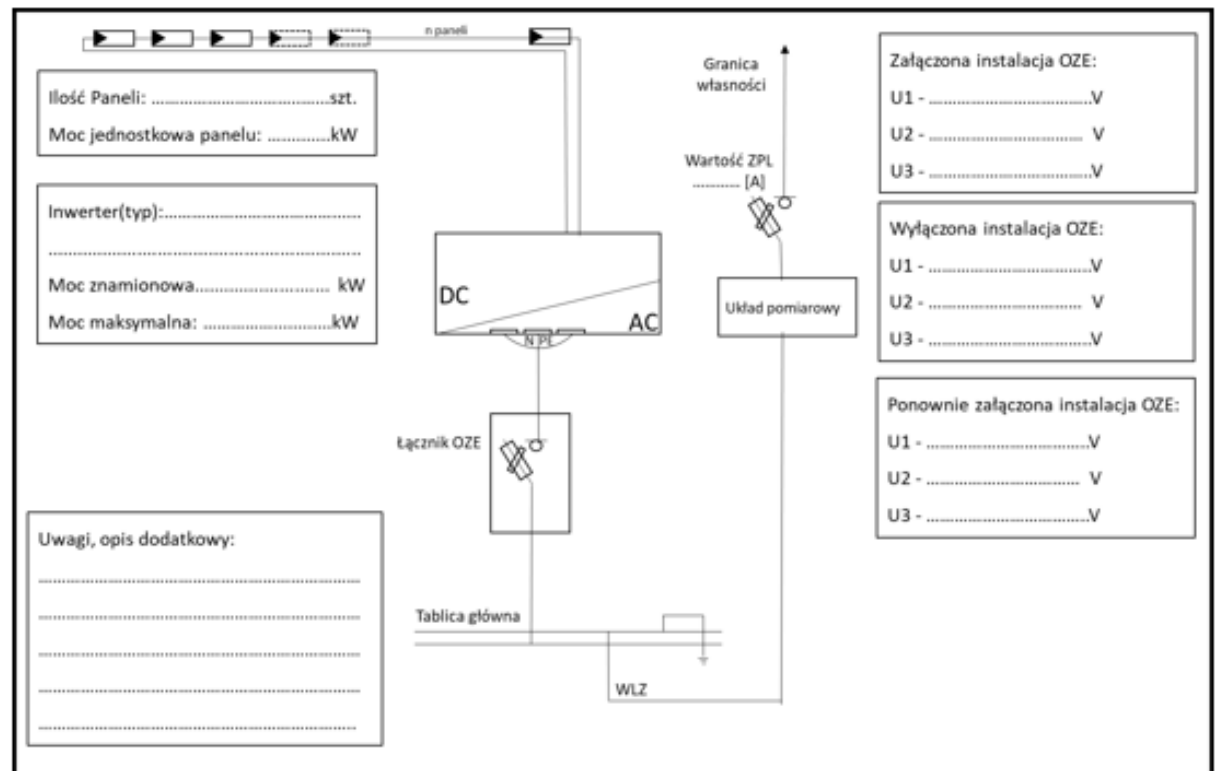 n paneli
Ilość Paneli: ........................................szt.
Moc jednostkowa panelu: ..............kW
Inwerter(typ):............................................
......................................................................
Moc znamionowa.............................. kW
Moc maksymalna: .............................kW
DC
AC
N PE
Łącznik OZE
Uwagi, opis dodatkowy:
........................................................................
........................................................................
........................................................................
........................................................................
.......................................................................
Tablica główna
WLZ
Granica
własności
Wartość ZPL
............. [A]
Układ pomiarowy
Załączona instalacja OZE:
U1 - ....................................V
U2 - .................................. V
U3 - ....................................V
Wyłączona instalacja OZE:
U1 - ....................................V
U2 - .................................. V
U3 - ....................................V
Ponownie załączona instalacja OZE:
U1 - ....................................V
U2 - .................................. V
U3 - ....................................V